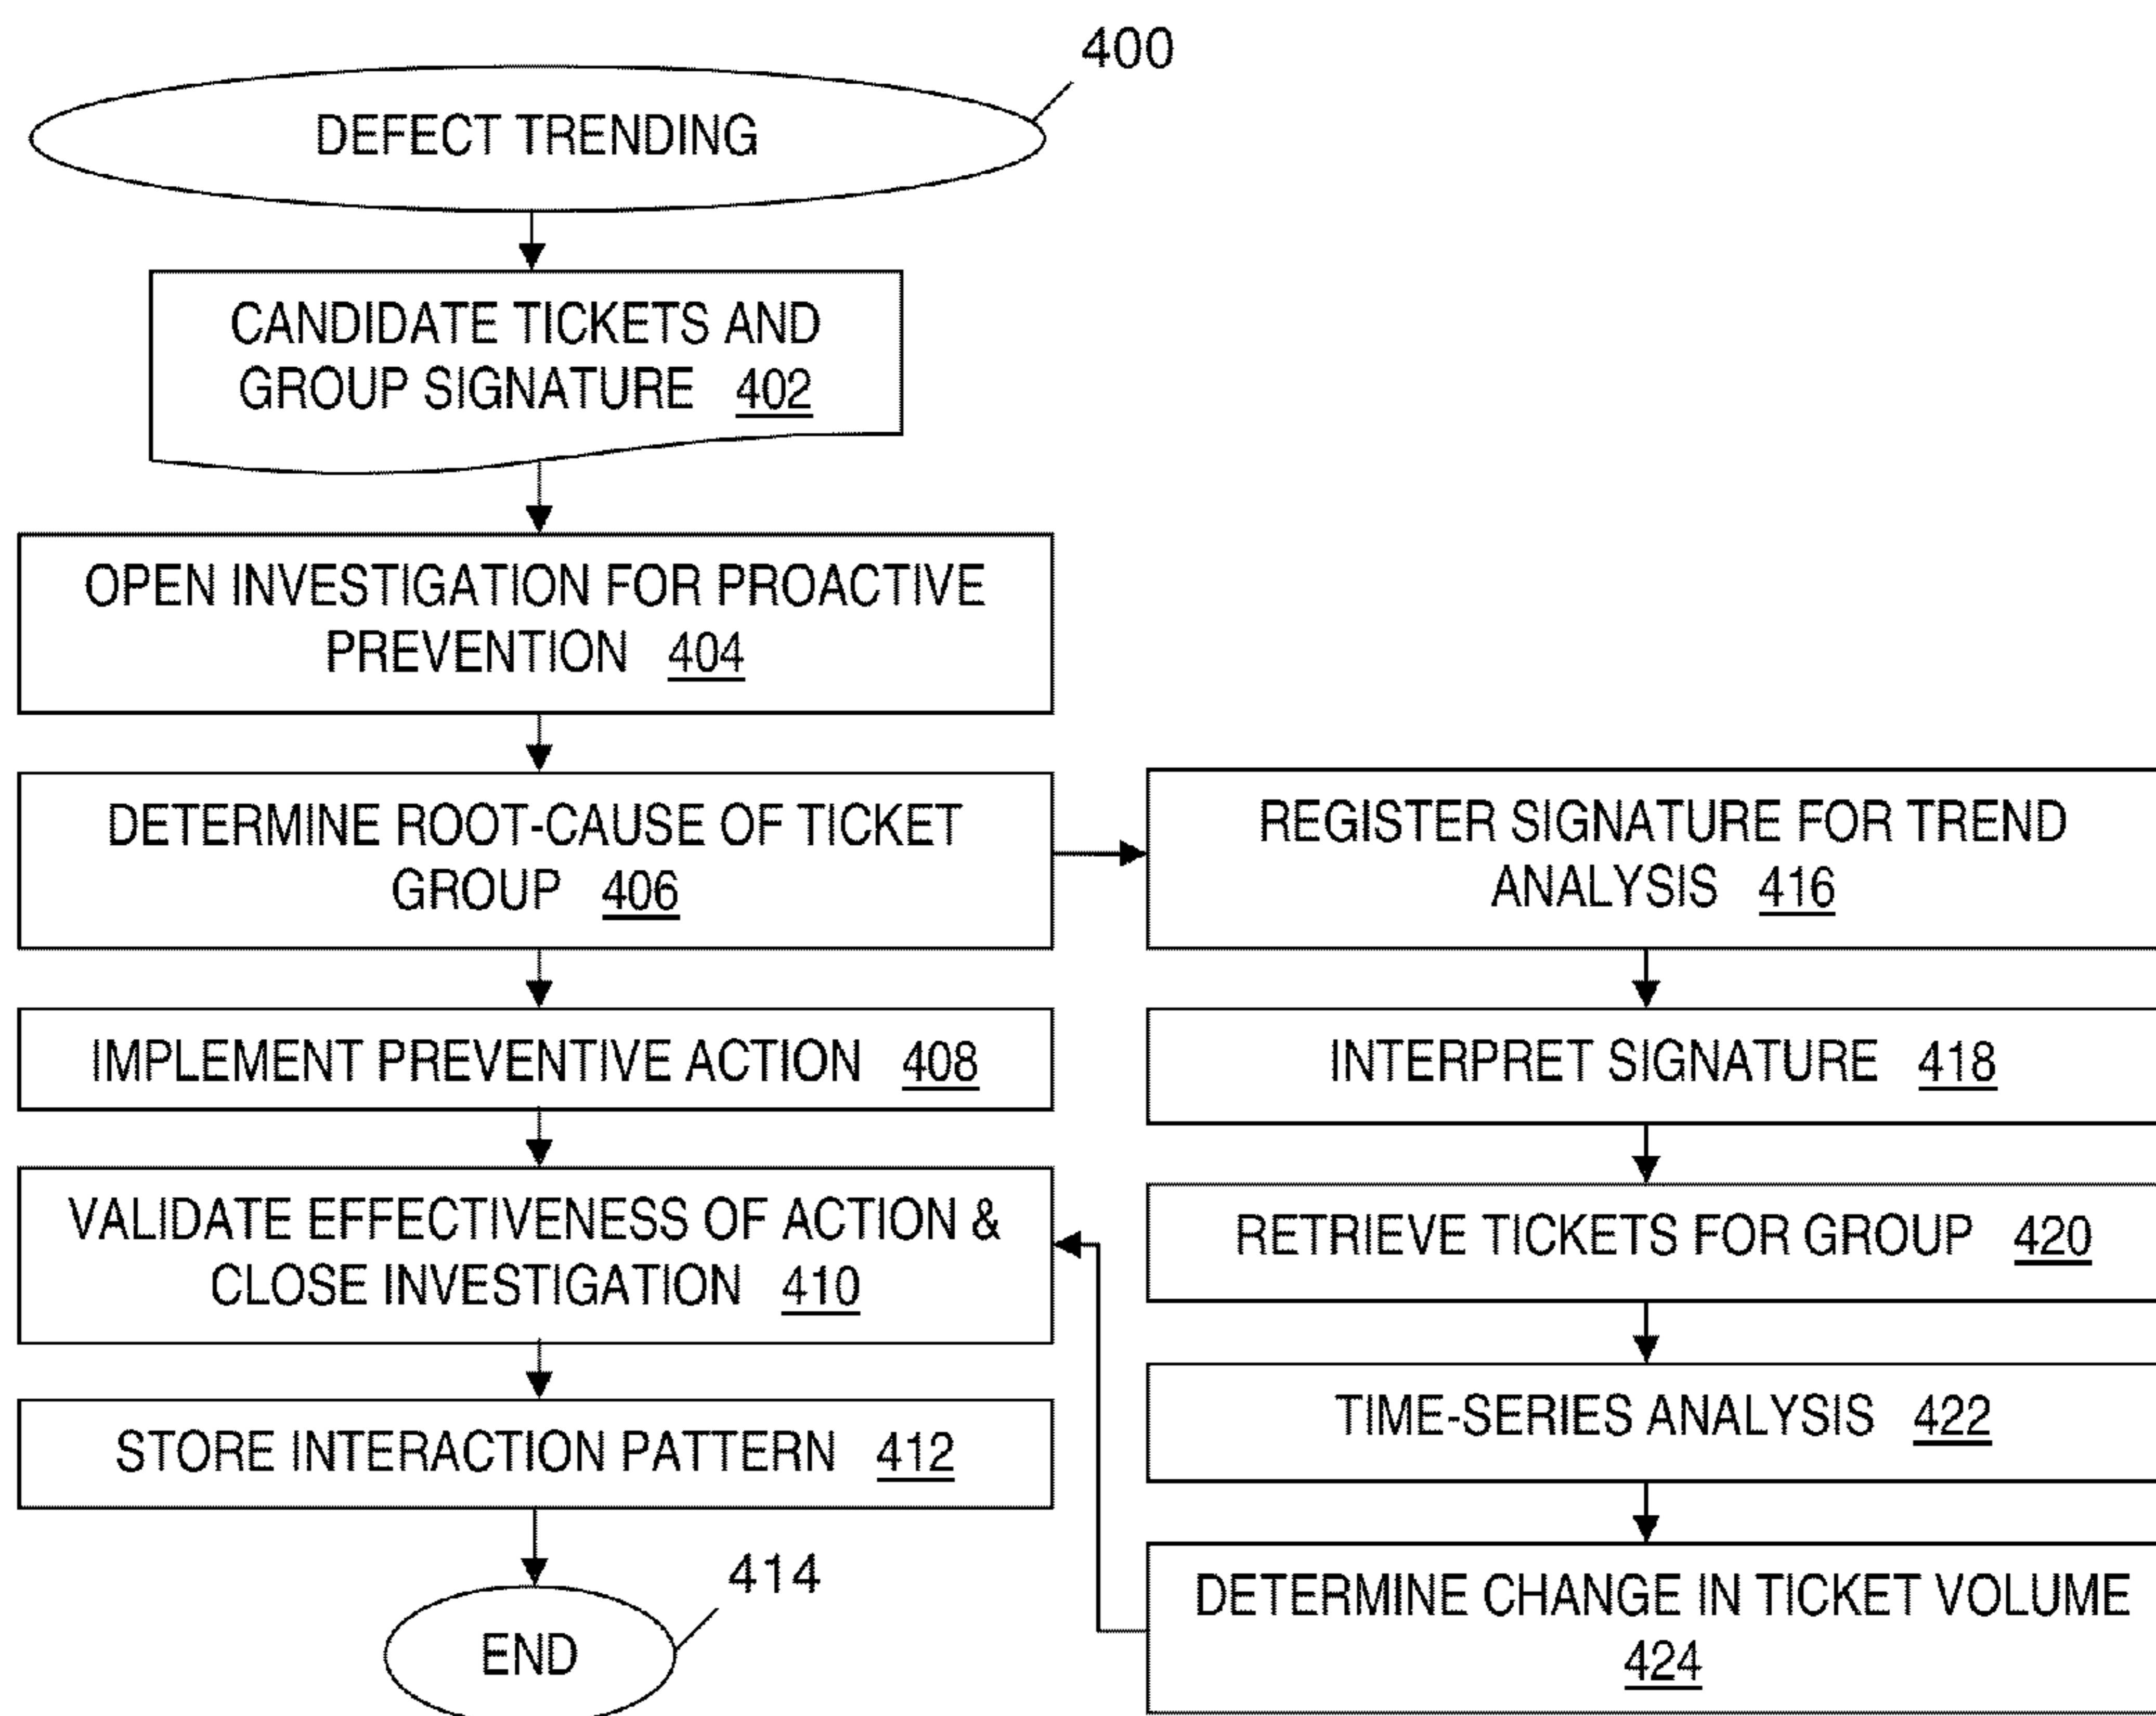 400
DEFECT TRENDING
CANDIDATE TICKETS AND
GROUP SIGNATURE 402
OPEN INVESTIGATION FOR PROACTIVE
PREVENTION 404
DETERMINE ROOT-CAUSE OF TICKET
GROUP 406
IMPLEMENT PREVENTIVE ACTION 408
VALIDATE EFFECTIVENESS OF ACTION &
CLOSE INVESTIGATION 410
STORE INTERACTION PATTERN 412
414
END
REGISTER SIGNATURE FOR TREND
ANALYSIS 416
INTERPRET SIGNATURE 418
RETRIEVE TICKETS FOR GROUP 420
TIME-SERIES ANALYSIS 422
DETERMINE CHANGE IN TICKET VOLUME
424